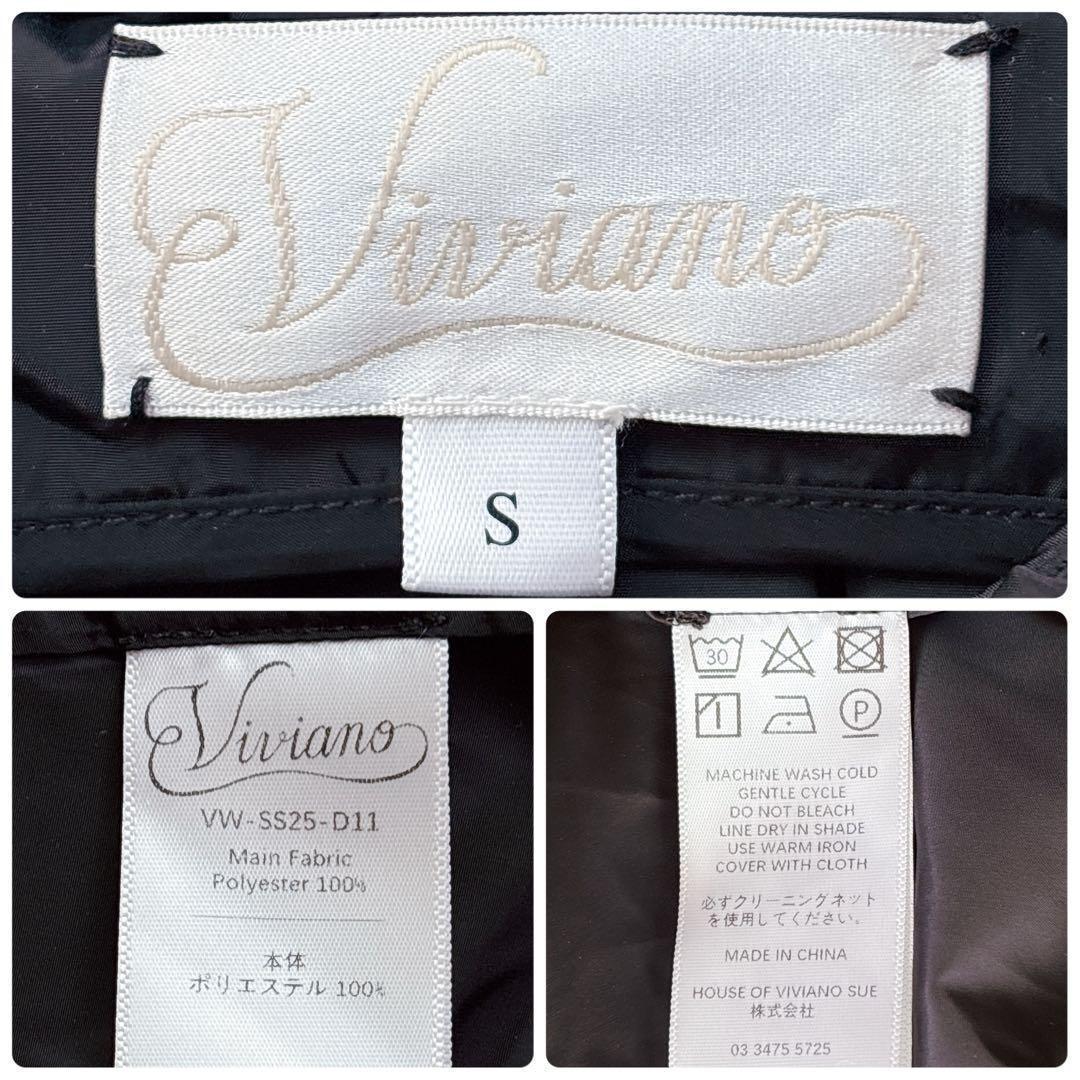 Viviano
S
Viviano
VW-SS25-D11
Main Fabric
Polyester 100%
本体
ポリエステル 100%
30
P
MACHINE WASH COLD
GENTLE CYCLE
DO NOT BLEACH
LINE DRY IN SHADE
USE WARM IRON
COVER WITH CLOTH
必ずクリーニングネット
を使用してください。
MADE IN CHINA
HOUSE OF VIVIANO SUE
株式会社
03 3475 5725